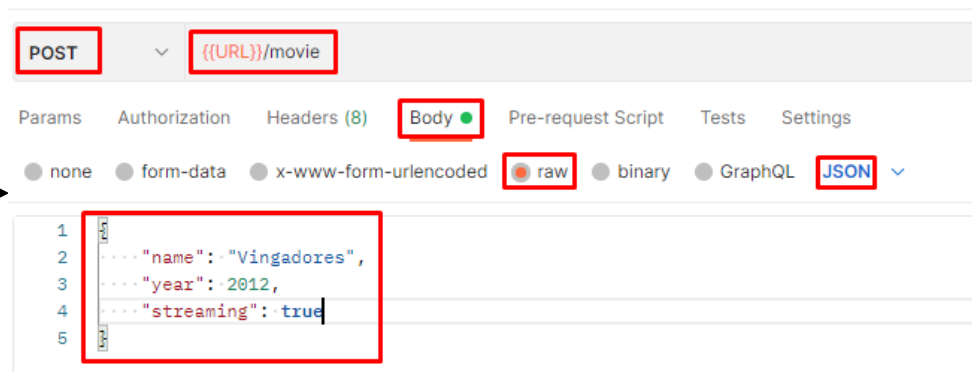 POST {{URL}}/movie
Params Authorization Headers (8) Body Pre-request Script Tests Settings
none form-data x-www-form-urlencoded raw binary GraphQL JSON
1 {
2 "name": "Vingadores",
3 "year": 2012,
4 "streaming": true
5 }